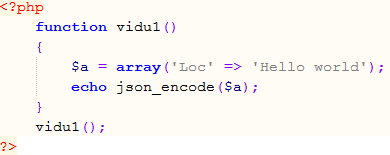 <?php
    function vidu1()
    {
        $a = array('Loc' => 'Hello world');
        echo json_encode($a);
    }
    vidu1();
?>